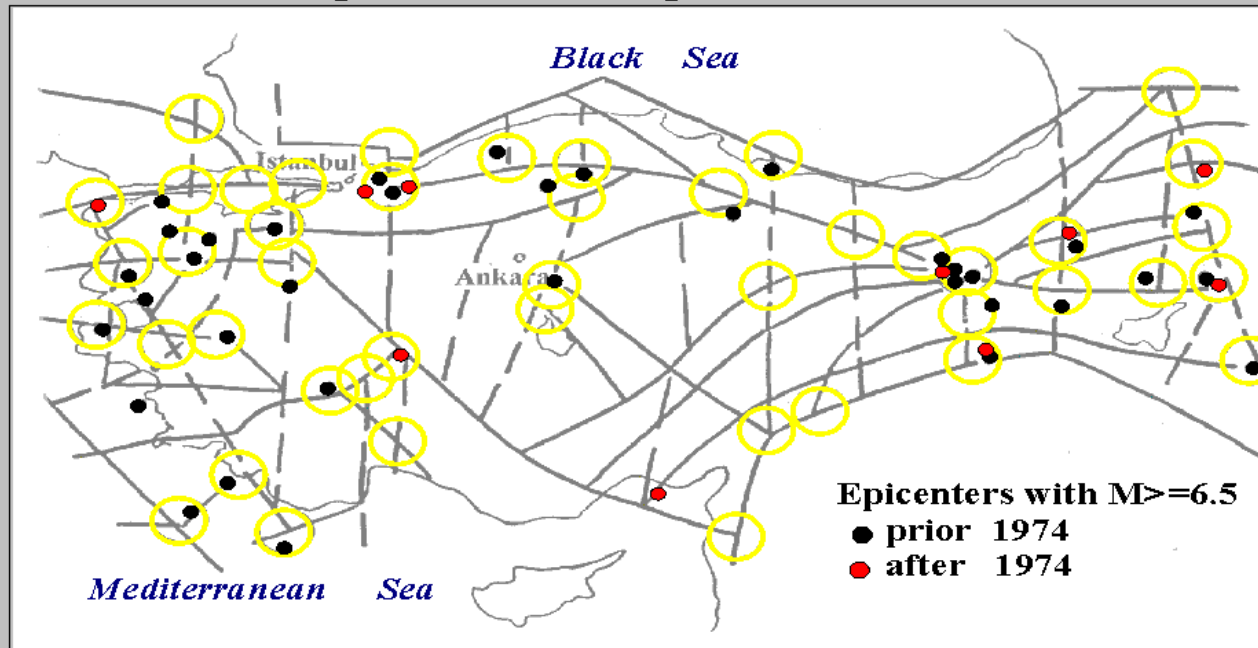 Black Sea
Istanbul
Ankara
Epicenters with M>=6.5
prior 1974
after 1974
Mediterranean Sea